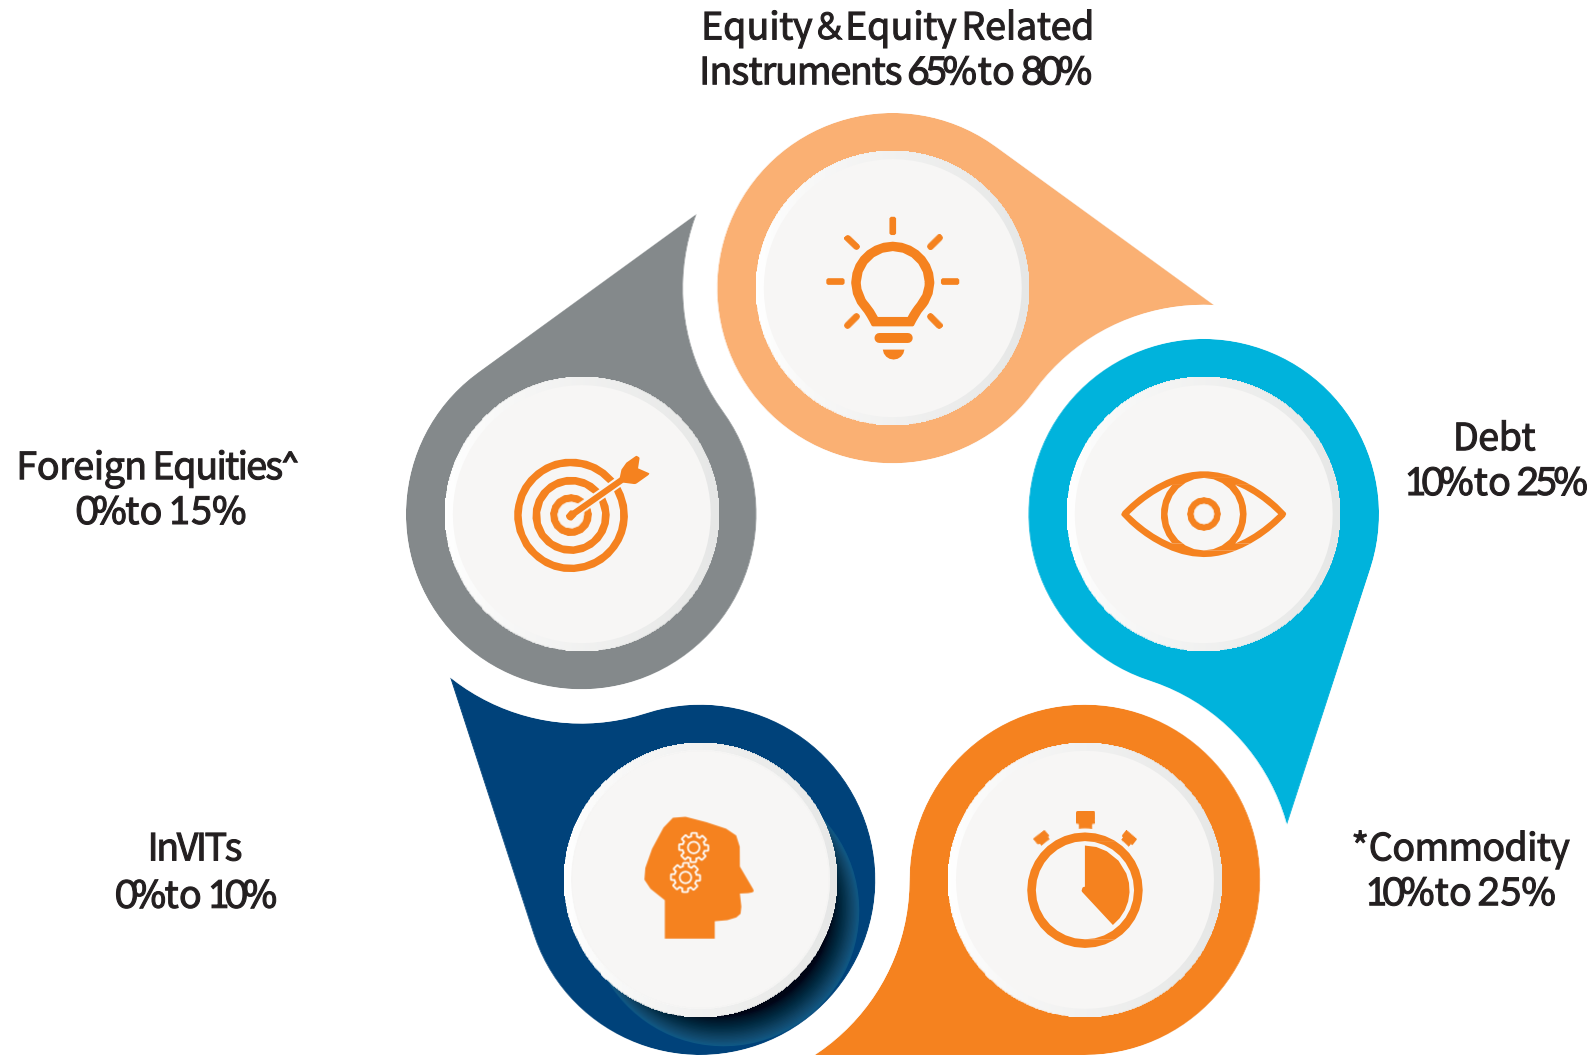 Equity & Equity Related
Instruments 65% to 80%
Debt
10% to 25%
Foreign Equities^
0% to 15%
InVITs
0% to 10%
*Commodity
10% to 25%